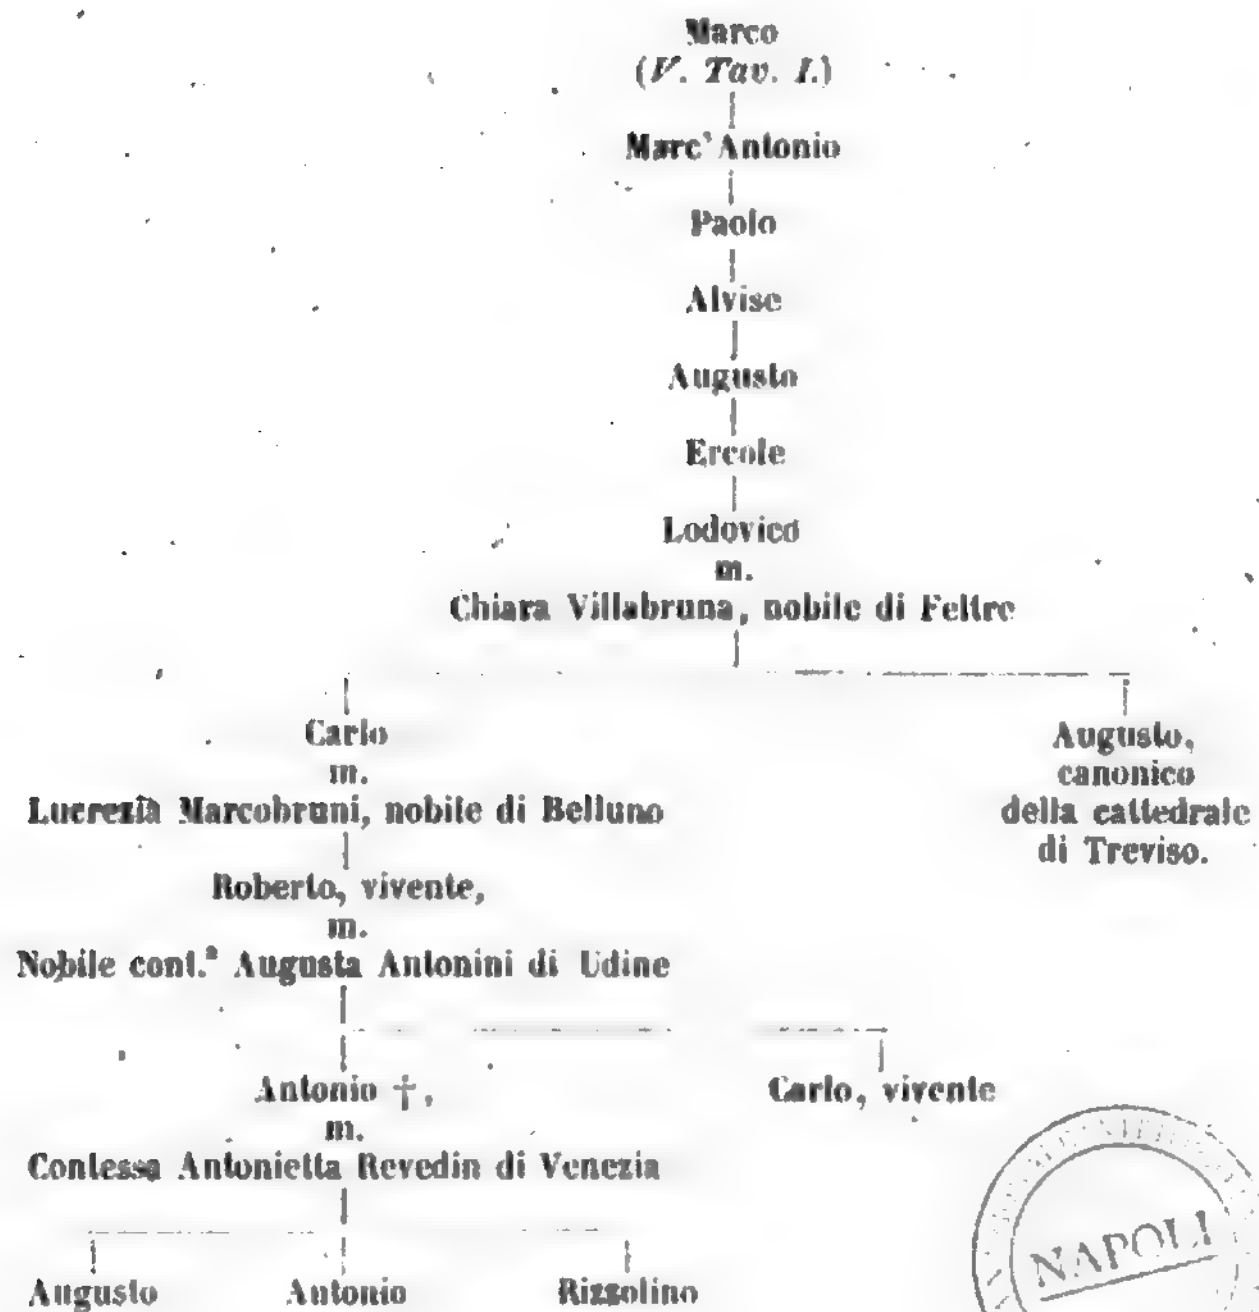 Marco
(V. Tav. I.)
Marc'Antonio
Paolo
Alvise
Augusto
Ercole
Lodovico
m.
Chiara Villabruna, nobile di Feltre
Carlo
m.
Lucrezia Marcobruni, nobile di Belluno
Augusto,
canonico
della cattedrale
di Treviso.
Roberto, vivente,
m.
Nobile cont.ª Augusta Antonini di Udine
Antonio †,
m.
Contessa Antonietta Revedin di Venezia
Carlo, vivente
Augusto Antonio Rizzolino
NAPOLI